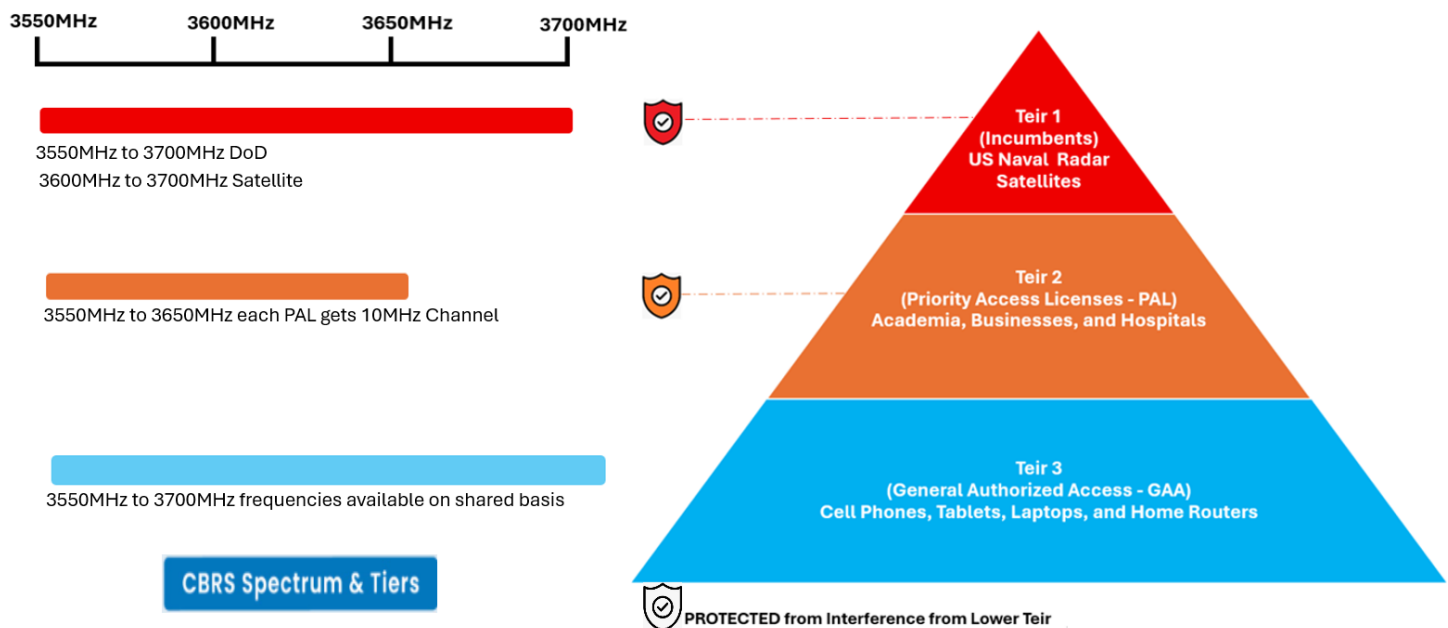 3550MHz 3600MHz 3650MHz 3700MHz
3550MHz to 3700MHz DoD
3600MHz to 3700MHz Satellite
3550MHz to 3650MHz each PAL gets 10MHz Channel
3550MHz to 3700MHz frequencies available on shared basis
CBRS Spectrum & Tiers
Teir 1
(Incumbents)
US Naval Radar
Satellites
Teir 2
(Priority Access Licenses - PAL)
Academia, Businesses, and Hospitals
Teir 3
(General Authorized Access - GAA)
Cell Phones, Tablets, Laptops, and Home Routers
PROTECTED from Interference from Lower Teir